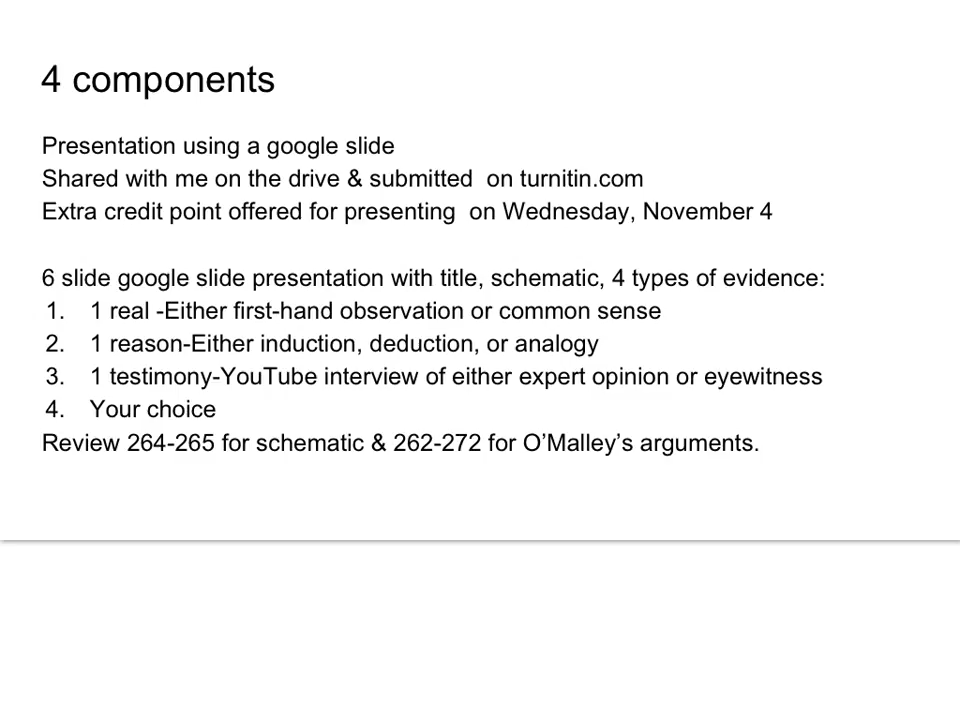 4 components
Presentation using a google slide
Shared with me on the drive & submitted  on turnitin.com
Extra credit point offered for presenting  on Wednesday, November 4
6 slide google slide presentation with title, schematic, 4 types of evidence:
1. 1 real -Either first-hand observation or common sense
2. 1 reason-Either induction, deduction, or analogy
3. 1 testimony-YouTube interview of either expert opinion or eyewitness
4. Your choice
Review 264-265 for schematic & 262-272 for O’Malley’s arguments.